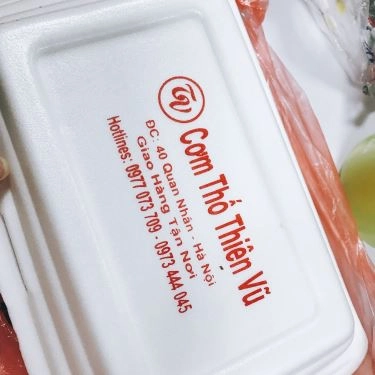 TV
Cơm Thố Thiên Vũ
ĐC: 40 Quan Nhân - Hà Nội
Giao Hàng Tận Nơi
Hotlines: 0977 073 709 - 0973 444 045